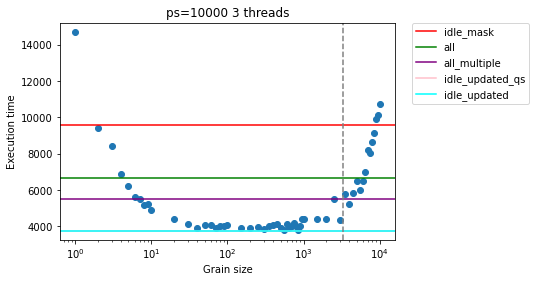 ps=10000 3 threads
Execution time
14000
12000
10000
8000
6000
4000
10⁰
10¹
10²
10³
10⁴
Grain size
idle_mask
all
all_multiple
idle_updated_qs
idle_updated